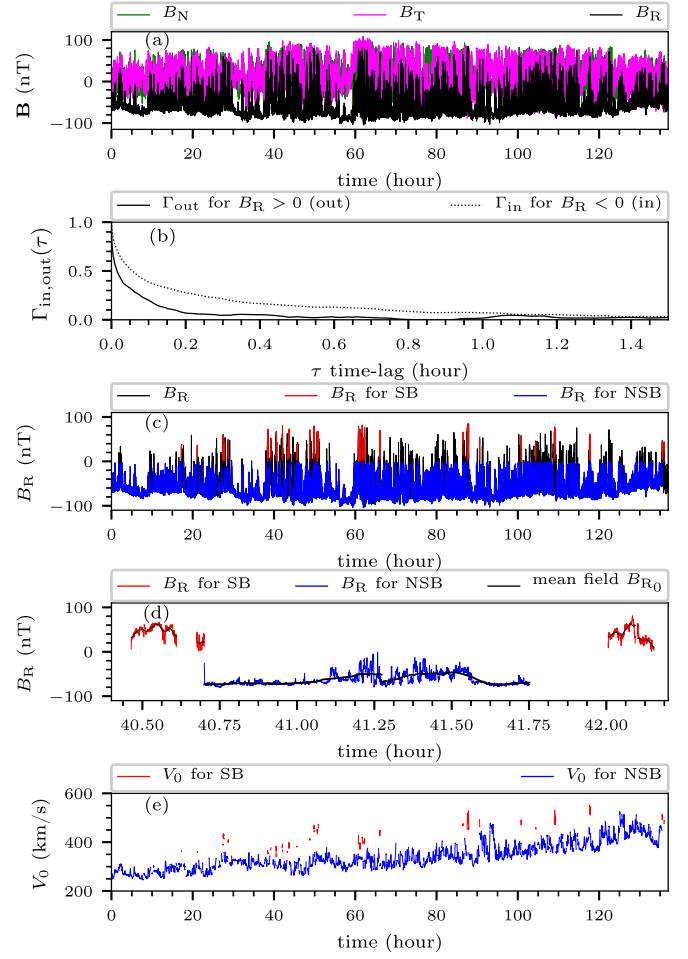 B_N B_T B_R
(a)
B (nT)
100
0
−100
0 20 40 60 80 100 120
time (hour)
Γ_out for B_R > 0 (out) Γ_in for B_R < 0 (in)
(b)
Γ_in,out(τ)
1.0
0.5
0.0
0.0 0.2 0.4 0.6 0.8 1.0 1.2 1.4
τ time-lag (hour)
B_R B_R for SB B_R for NSB
(c)
B_R (nT)
100
0
−100
0 20 40 60 80 100 120
time (hour)
B_R for SB B_R for NSB mean field B_R0
(d)
B_R (nT)
100
0
−100
40.50 40.75 41.00 41.25 41.50 41.75 42.00
time (hour)
V_0 for SB V_0 for NSB
(e)
V_0 (km/s)
600
400
200
0 20 40 60 80 100 120
time (hour)